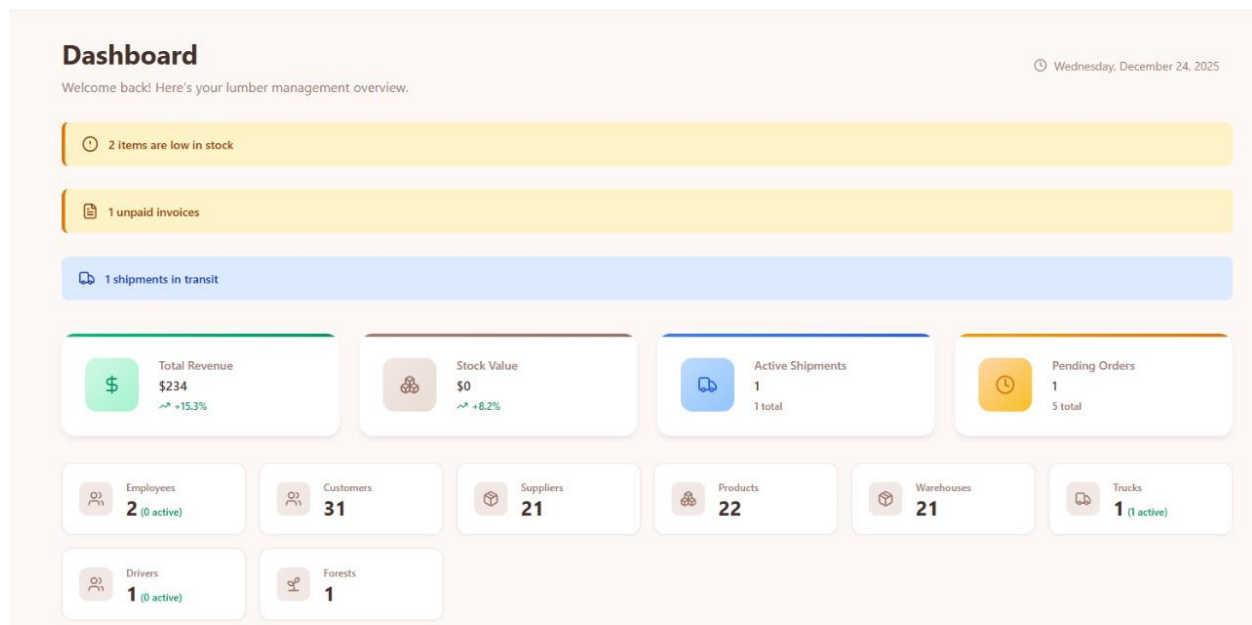 Dashboard
Wednesday, December 24, 2025
Welcome back! Here's your lumber management overview.
2 items are low in stock
1 unpaid invoices
1 shipments in transit
Total Revenue
$234
+15.3%
Stock Value
$0
+8.2%
Active Shipments
1
1 total
Pending Orders
1
5 total
Employees
2 (0 active)
Customers
31
Suppliers
21
Products
22
Warehouses
21
Trucks
1 (1 active)
Drivers
1 (0 active)
Forests
1